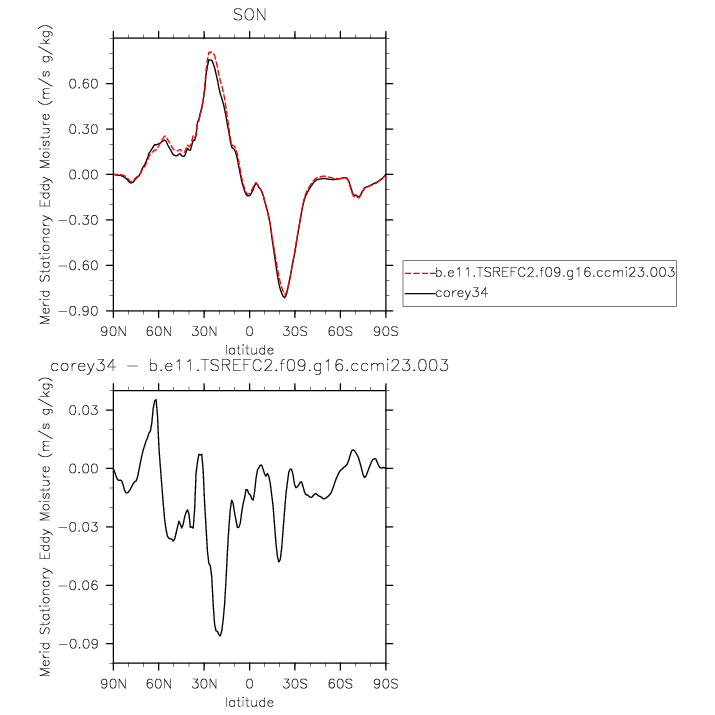 SON
Merid Stationary Eddy Moisture (m/s g/kg)
0.60
0.30
0.00
−0.30
−0.60
−0.90
90N 60N 30N 0 30S 60S 90S
latitude
b.e11.TSREFC2.f09.g16.ccmi23.003
corey34
corey34 − b.e11.TSREFC2.f09.g16.ccmi23.003
Merid Stationary Eddy Moisture (m/s g/kg)
0.03
0.00
−0.03
−0.06
−0.09
90N 60N 30N 0 30S 60S 90S
latitude